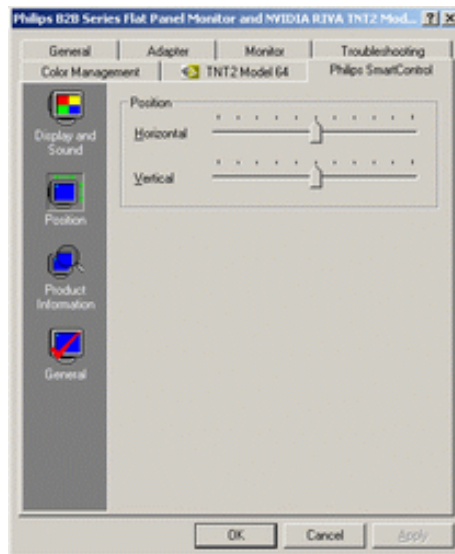 Philips B2B Series Flat Panel Monitor and NVIDIA RIVA TNT2 Mod...
General Adapter Monitor Troubleshooting
Color Management TNT2 Model 64 Philips SmartControl
Display and
Sound
Position
Product
Information
General
Position
Horizontal
Vertical
OK Cancel Apply